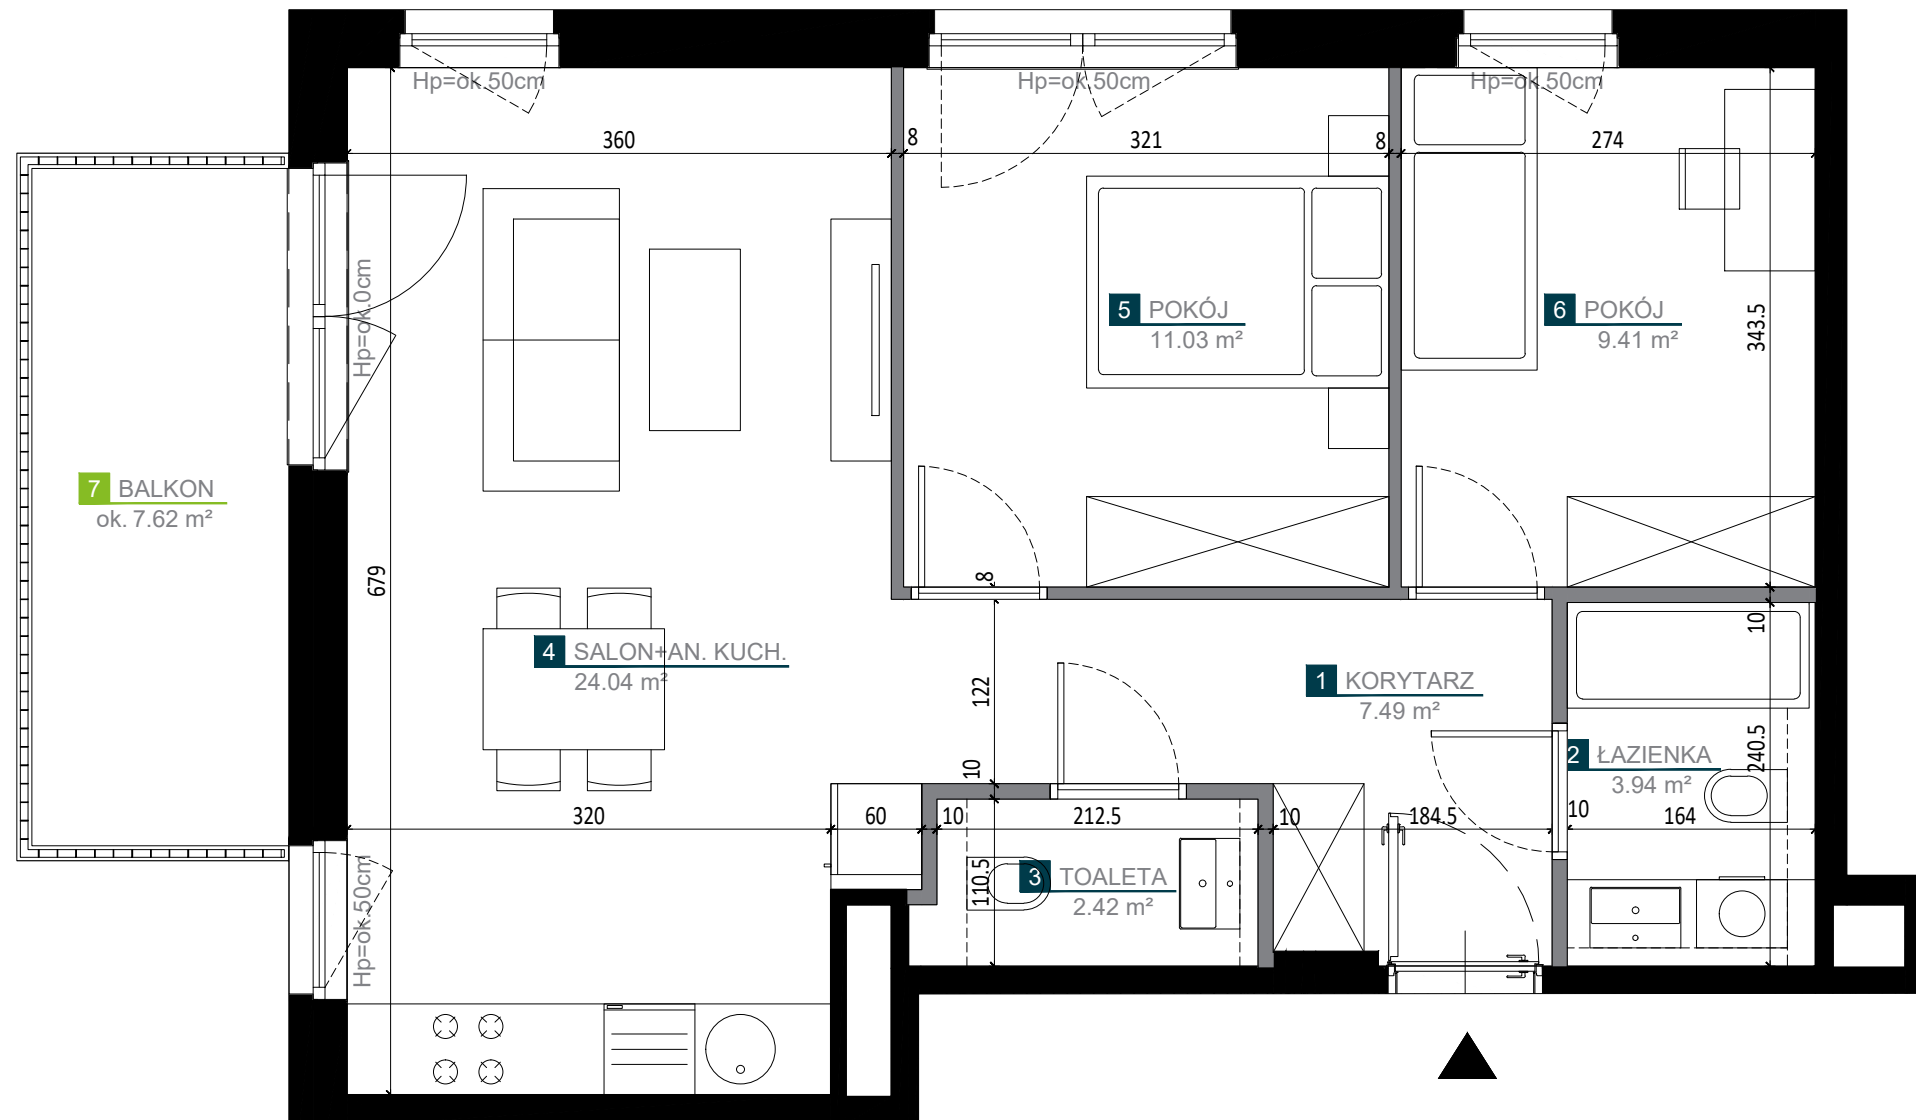 Hp=ok.50cm
Hp=ok.50cm
Hp=ok.50cm
360
8
321
8
274
Hp=ok.0cm
5 POKÓJ
11.03 m²
6 POKÓJ
9.41 m²
343.5
7 BALKON
ok. 7.62 m²
679
8
4 SALON+AN. KUCH.
24.04 m²
122
10
1 KORYTARZ
7.49 m²
10
240.5
2 ŁAZIENKA
3.94 m²
320
60
10
212.5
10
184.5
10
164
Hp=ok.50cm
110.5
3 TOALETA
2.42 m²